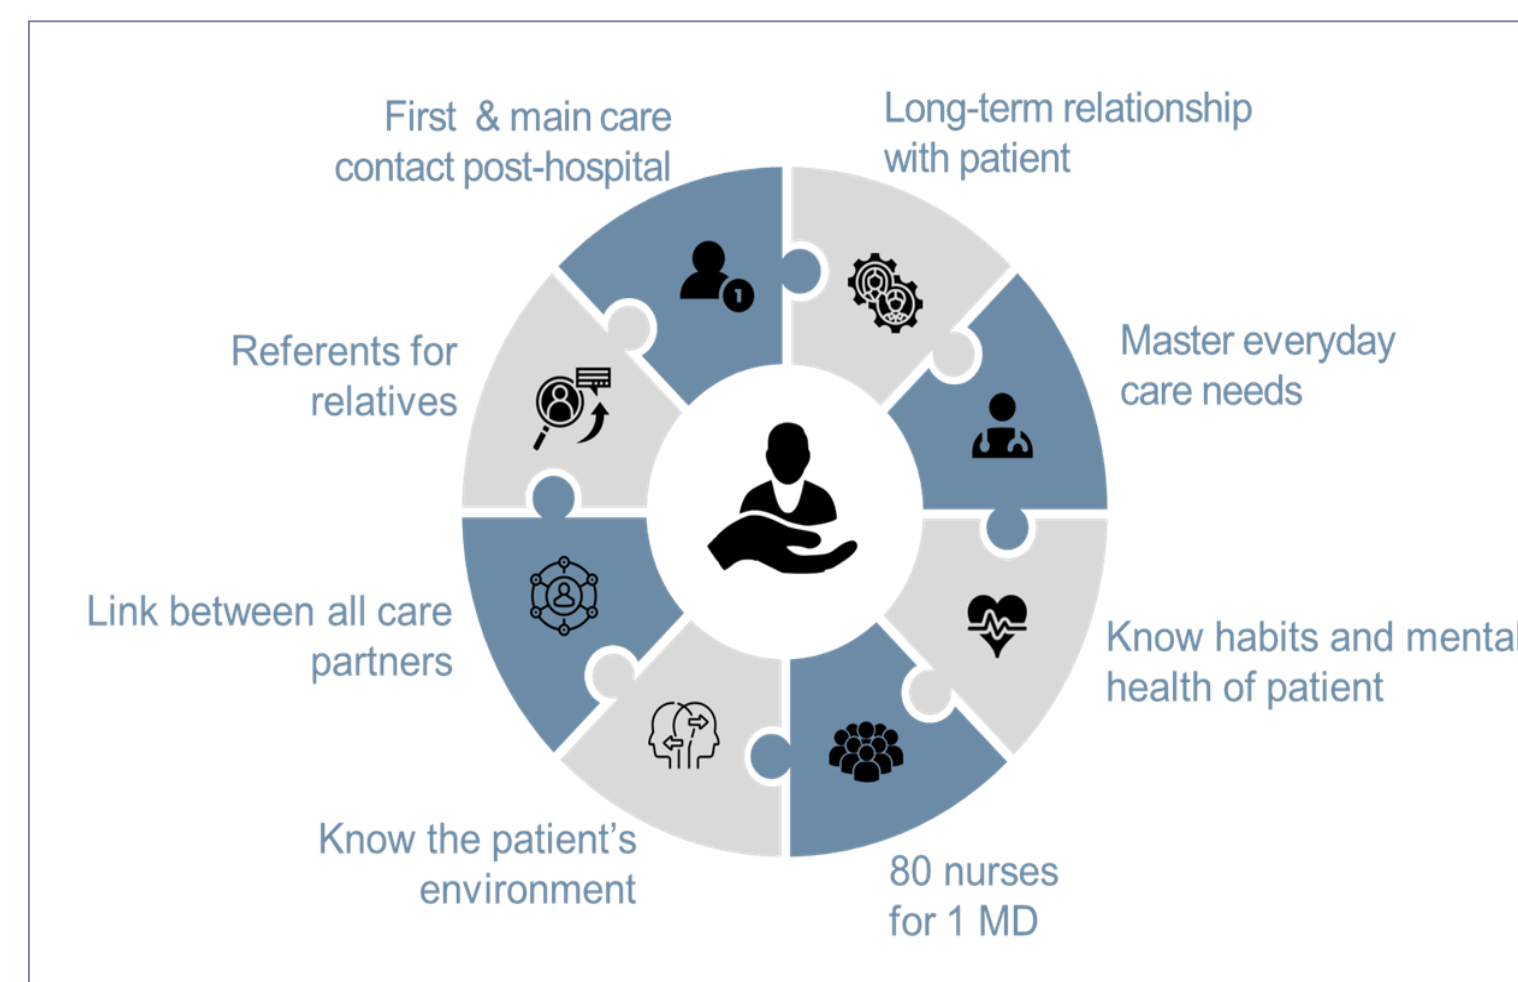 First & main care
contact post-hospital
Long-term relationship
with patient
Master everyday
care needs
Know habits and mental
health of patient
80 nurses
for 1 MD
Know the patient’s
environment
Link between all care
partners
Referents for
relatives
1